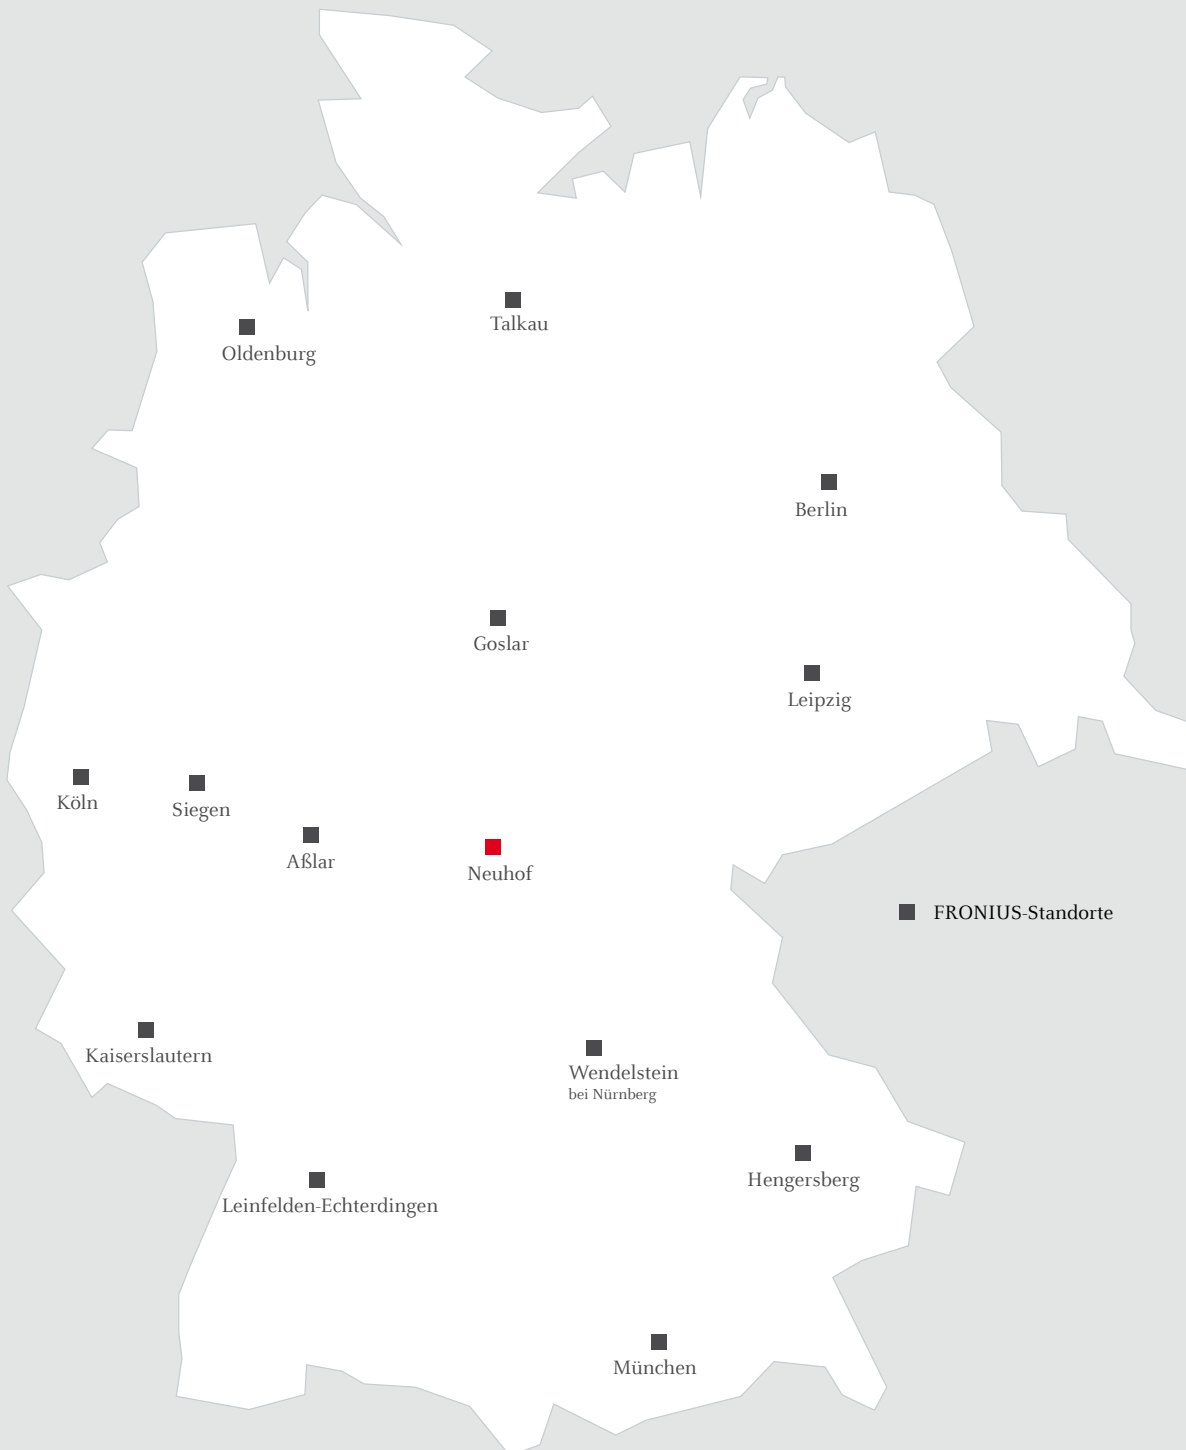 Talkau
Oldenburg
Berlin
Goslar
Leipzig
Köln
Siegen
Aßlar
Neuhof
FRONIUS-Standorte
Kaiserslautern
Wendelstein
bei Nürnberg
Hengersberg
Leinfelden-Echterdingen
München